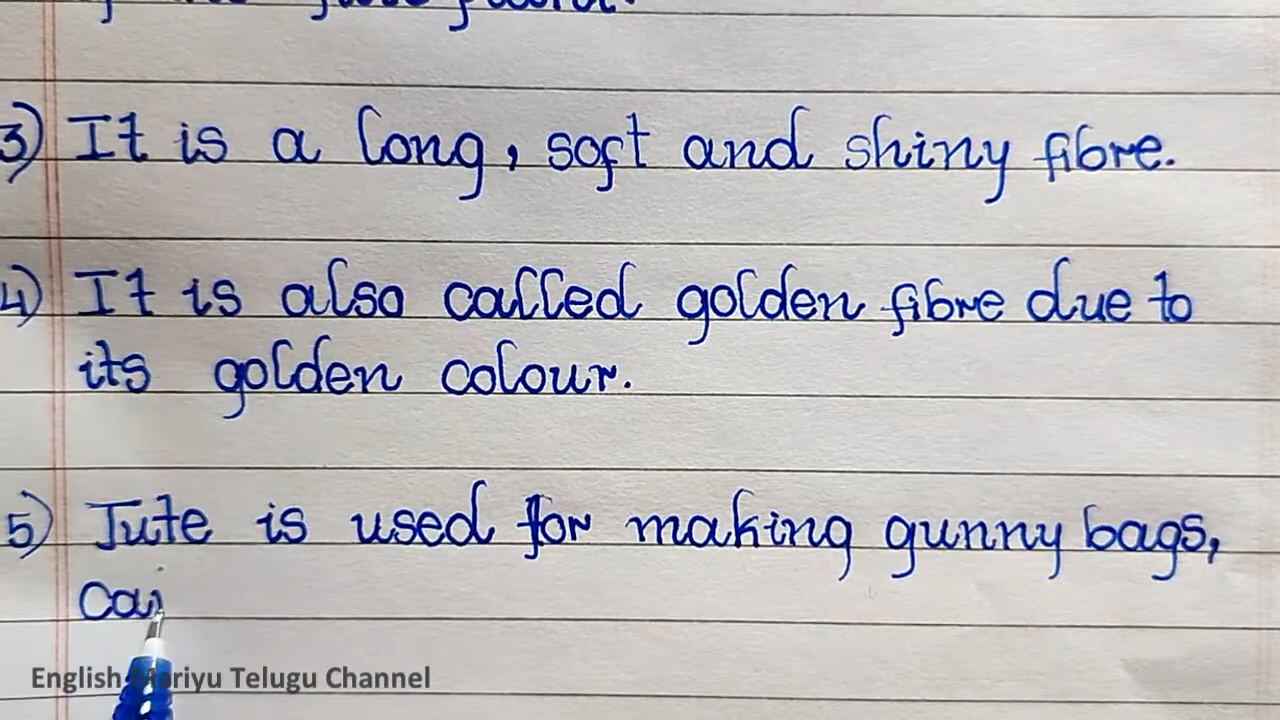 3) It is a long, soft and shiny fibre.
4) It is also called golden fibre due to
its golden colour.
5) Jute is used for making gunny bags,
English Mariyu Telugu Channel